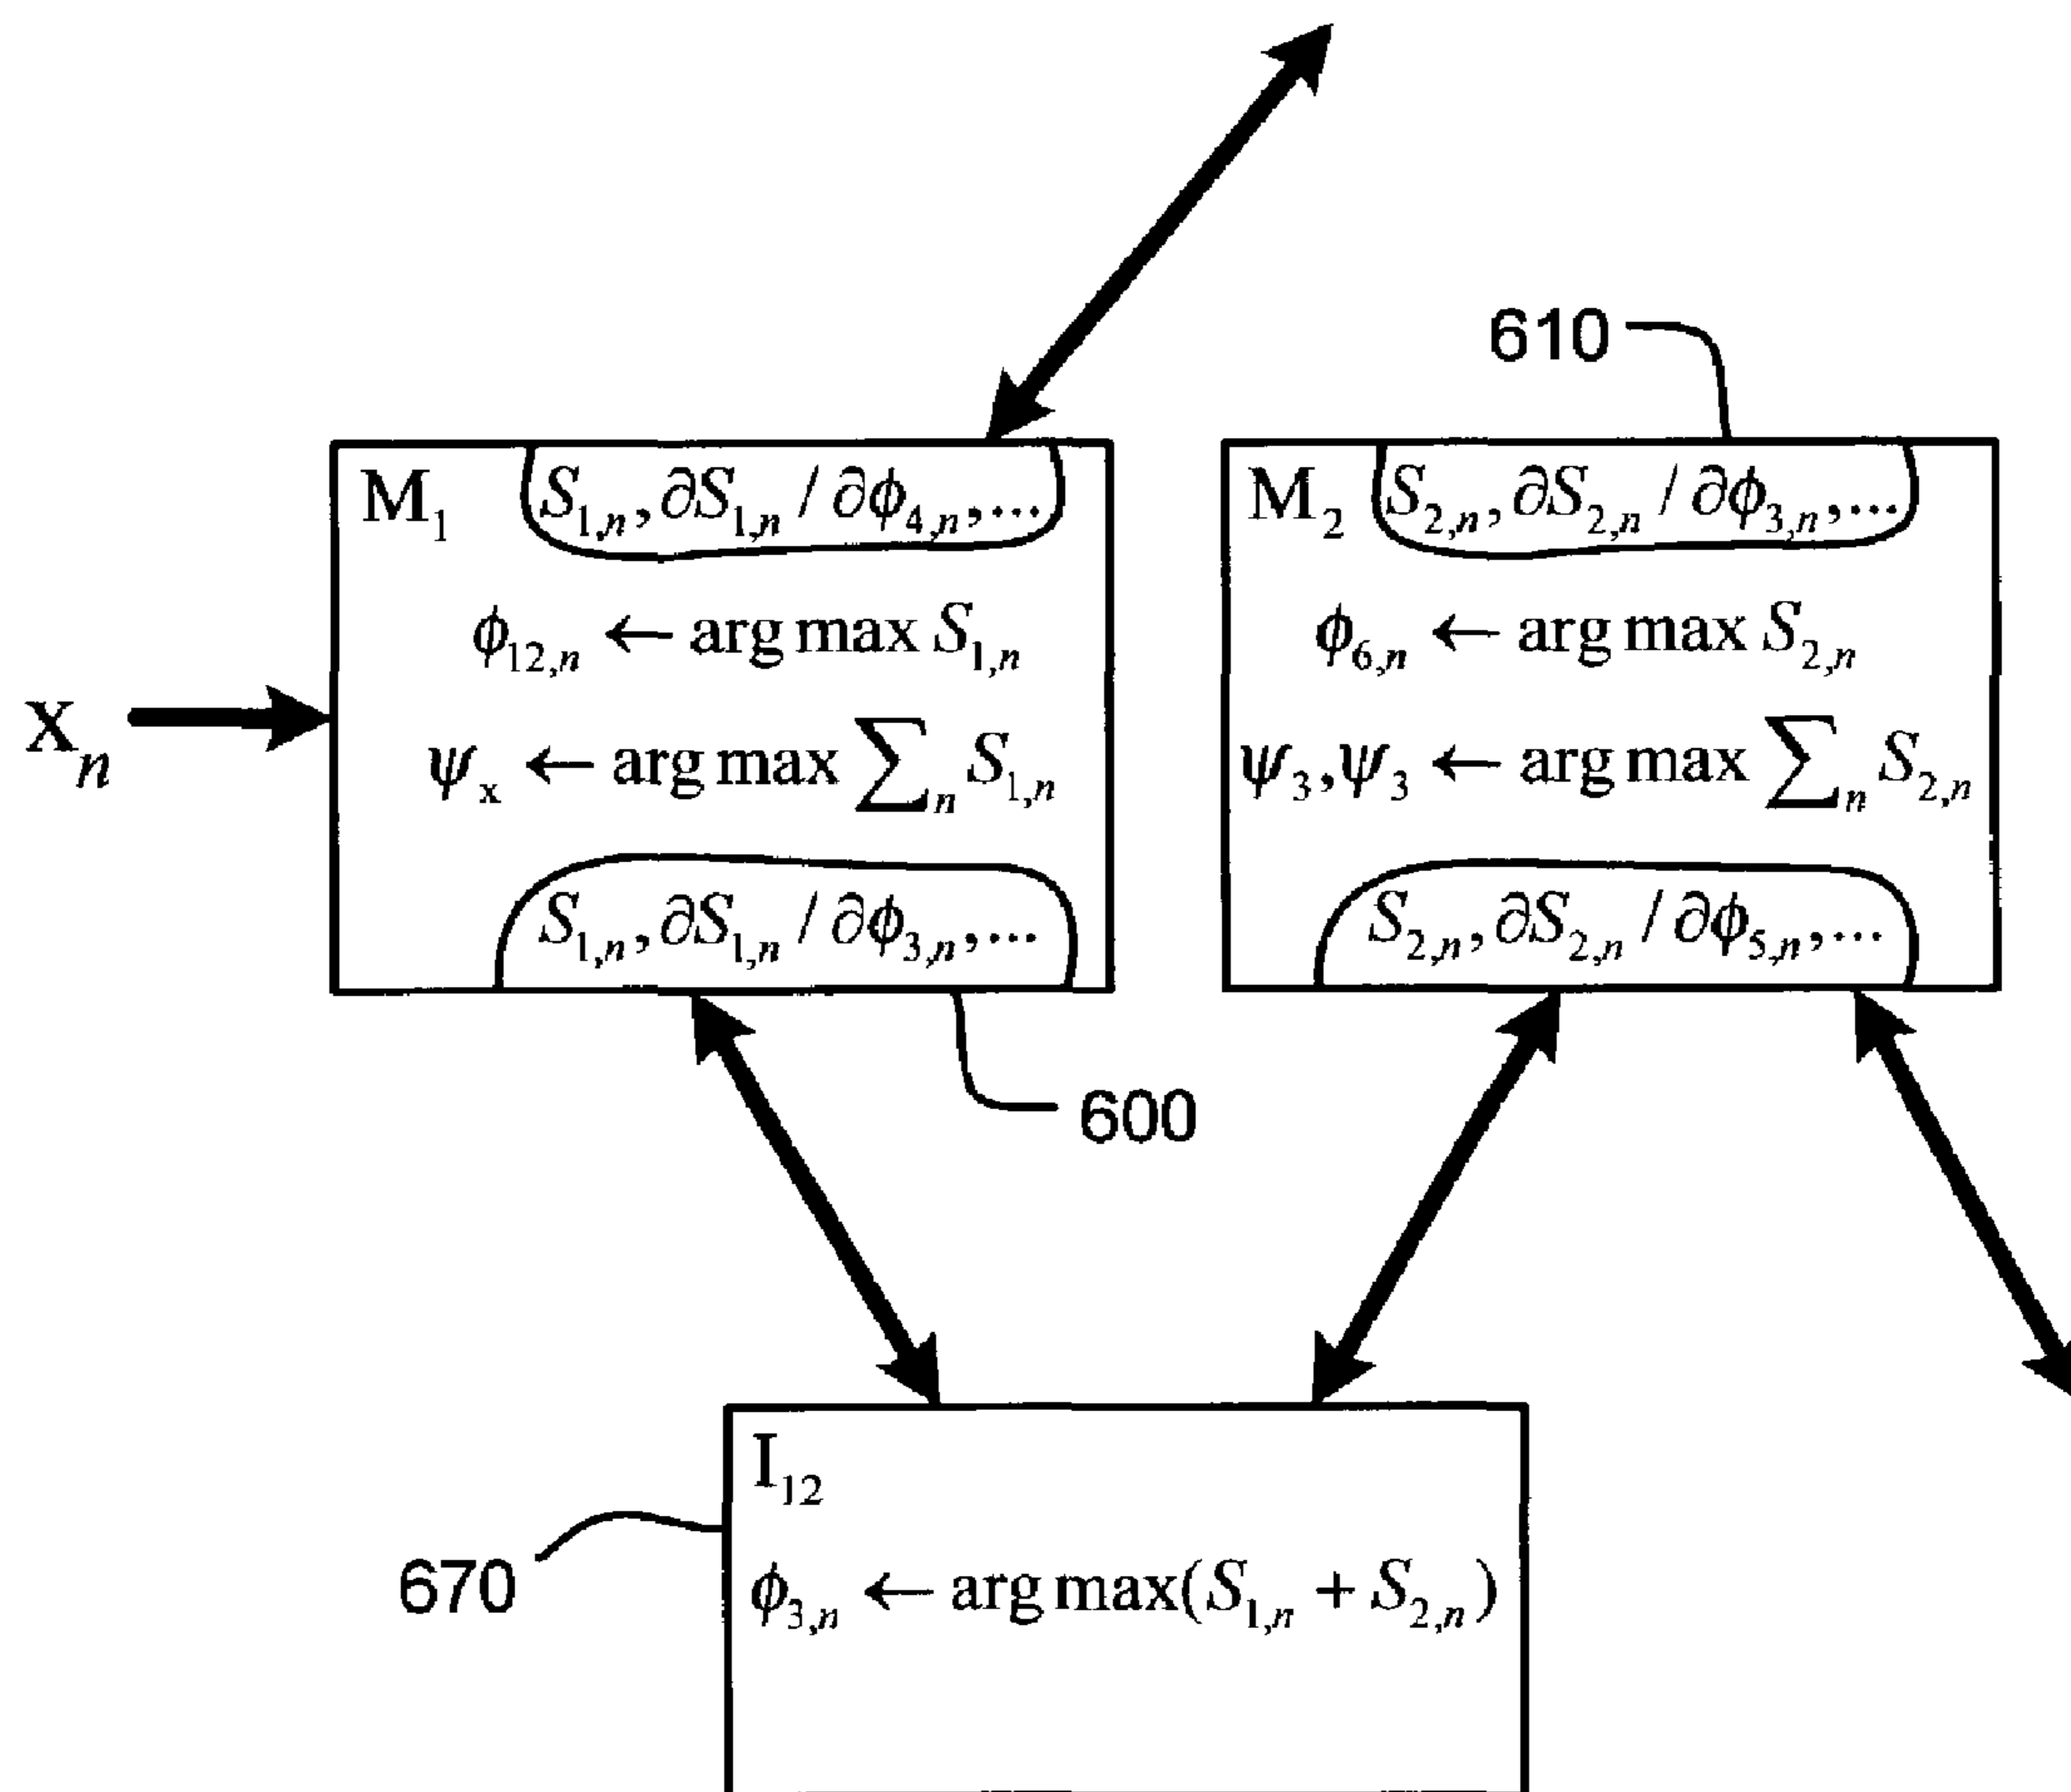 610
M₁ S₁,ₙ, ∂S₁,ₙ / ∂ϕ₄,ₙ, ...
ϕ₁₂,ₙ ← arg max S₁,ₙ
xₙ
ψₓ ← arg max ∑ₙ S₁,ₙ
S₁,ₙ, ∂S₁,ₙ / ∂ϕ₃,ₙ, ...
M₂ S₂,ₙ, ∂S₂,ₙ / ∂ϕ₃,ₙ, ...
ϕ₆,ₙ ← arg max S₂,ₙ
ψ₃, ψ₃ ← arg max ∑ₙ S₂,ₙ
S₂,ₙ, ∂S₂,ₙ / ∂ϕ₅,ₙ, ...
600
I₁₂
670
ϕ₃,ₙ ← arg max(S₁,ₙ + S₂,ₙ)